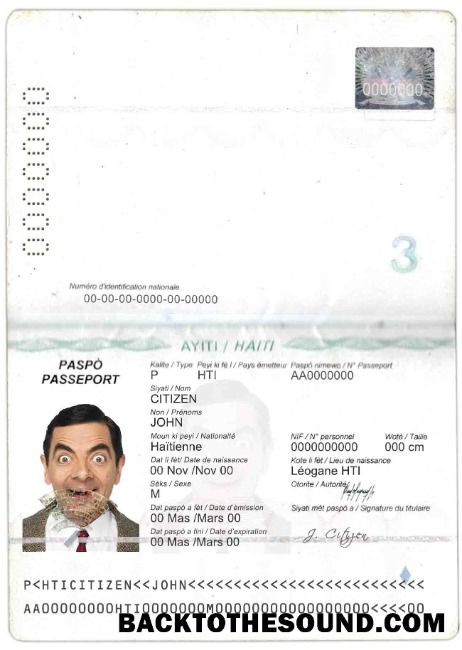 0000000
0000000
3
Numéro d'identification nationale
00-00-00-0000-00-00000
AYITI / HAITI
PASPÒ
PASSEPORT
Kalite / Type Peyi ki fè l / Pays émetteur Paspò nimewo / N° Passeport
P HTI AA0000000
Siyati / Nom
CITIZEN
Non / Prénoms
JOHN
Moun ki peyi / Nationalité NIF / N° personnel Wotè / Taille
Haïtienne 0000000000 000 cm
Dat li fèt/ Date de naissance Kote li fèt / Lieu de naissance
00 Nov /Nov 00 Léogane HTI
Sèks / Sexe Otorite / Autorité
M
Dat paspò a fèt / Date d'émission Siyati mèt paspò a / Signature du titulaire
00 Mas /Mars 00
Dat paspò a fini / Date d'expiration J. Citizen
00 Mas /Mars 00
P<HTICITIZEN<<JOHN<<<<<<<<<<<<<<<<<<<<<<<<<<
AA00000000HTI0000000M00000000000000000<<<<00
BACKTOTHESOUND.COM